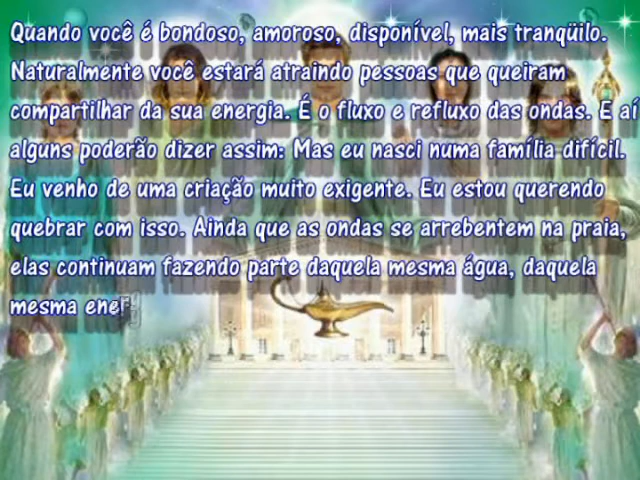 Quando você é bondoso, amoroso, disponível, mais tranqüilo.
Naturalmente você estará atraindo pessoas que queiram
compartilhar da sua energia. É o fluxo e refluxo das ondas. E aí
alguns poderão dizer assim: Mas eu nasci numa família difícil.
Eu venho de uma criação muito exigente. Eu estou querendo
quebrar com isso. Ainda que as ondas se arrebentem na praia,
elas continuam fazendo parte daquela mesma água, daquela
mesma ene